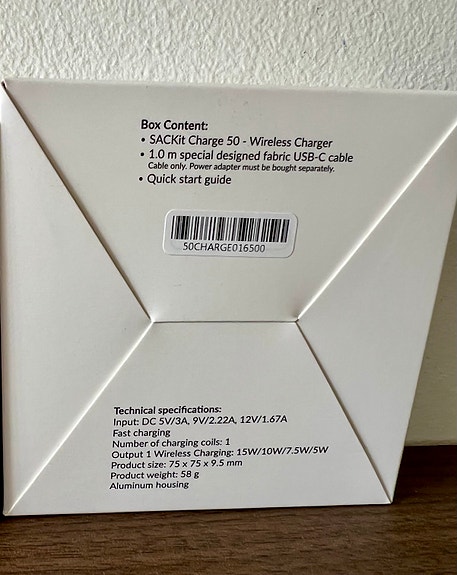 Box Content:
• SACKit Charge 50 - Wireless Charger
• 1.0 m special designed fabric USB-C cable
Cable only. Power adapter must be bought separately.
• Quick start guide
50CHARGE016500
Technical specifications:
Input: DC 5V/3A, 9V/2.22A, 12V/1.67A
Fast charging
Number of charging coils: 1
Output 1 Wireless Charging: 15W/10W/7.5W/5W
Product size: 75 x 75 x 9.5 mm
Product weight: 58 g
Aluminum housing